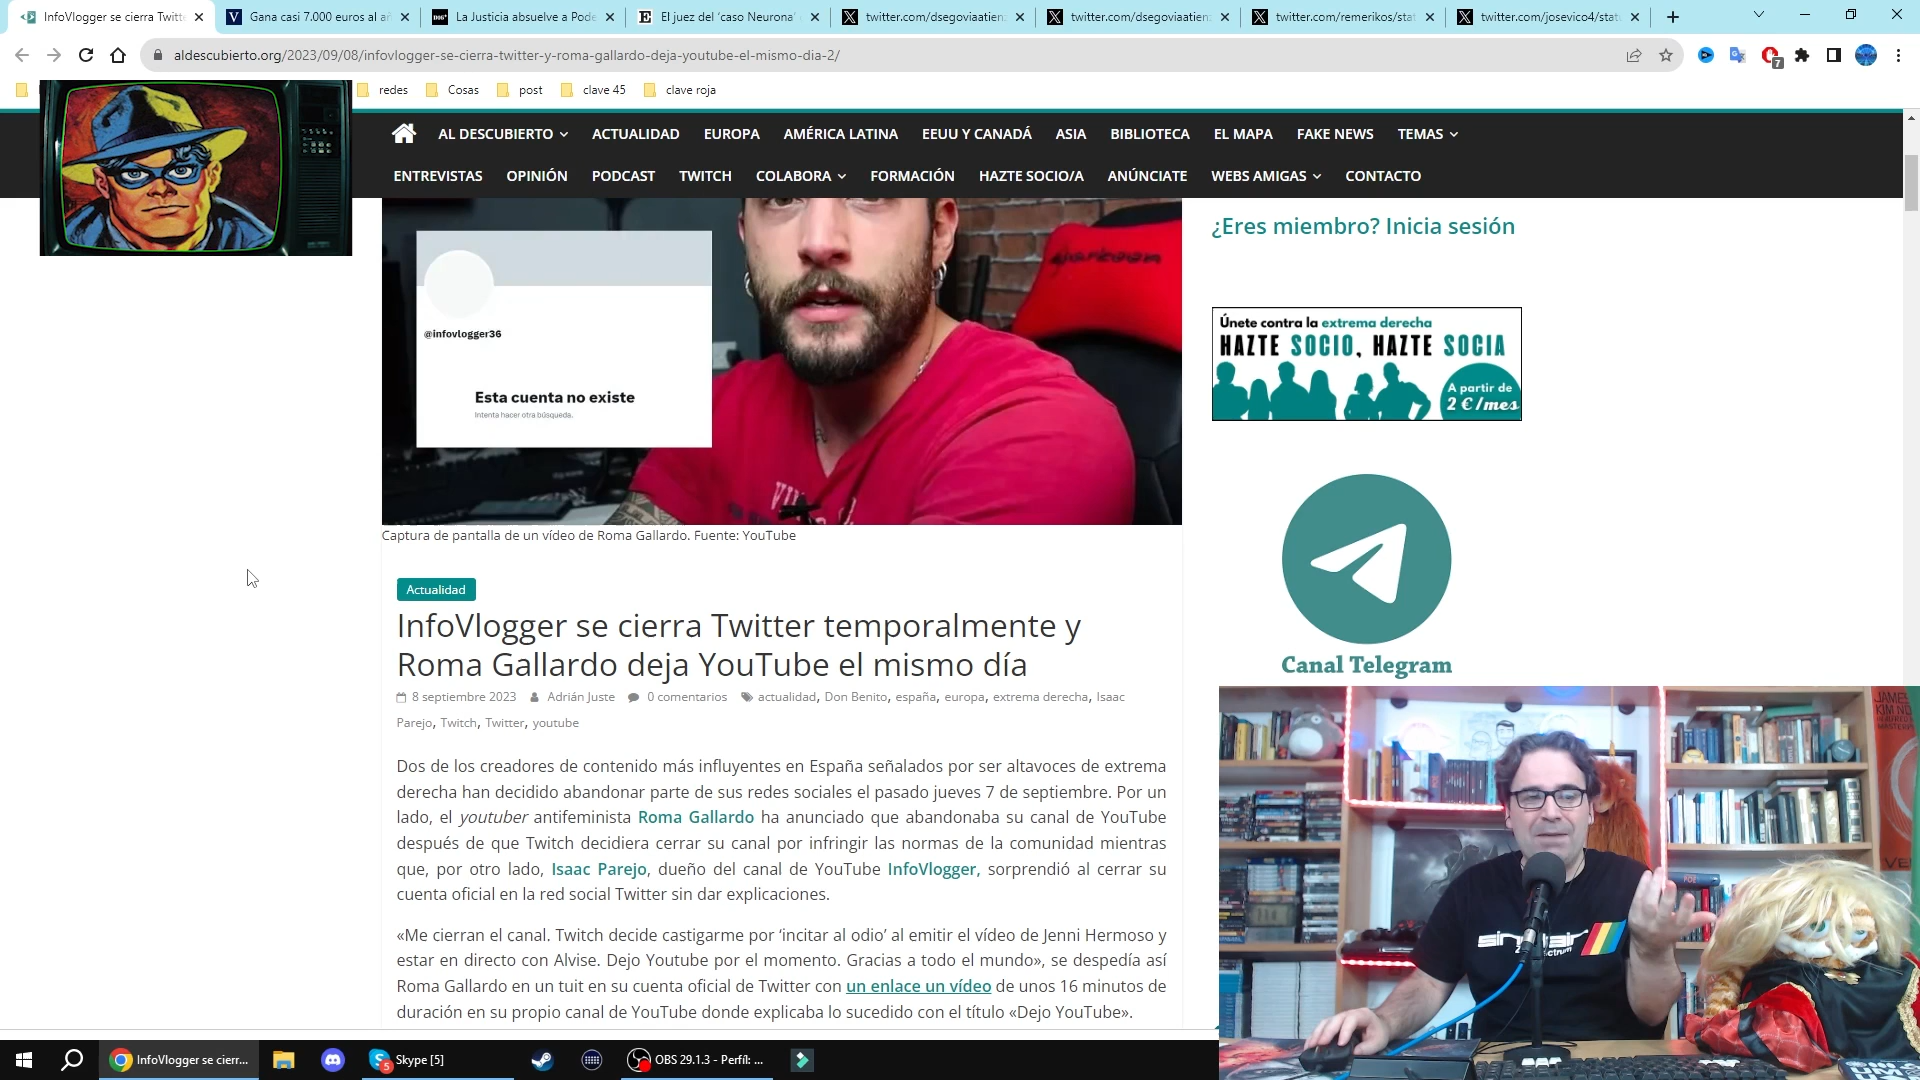 InfoVlogger se cierra Twitte
Gana casi 7.000 euros al añ
La Justicia absuelve a Pode
El juez del 'caso Neurona'
twitter.com/dsegoviaatien
twitter.com/dsegoviaatien
twitter.com/remerikos/stat
twitter.com/josevico4/statu
aldescubierto.org/2023/09/08/infovlogger-se-cierra-twitter-y-roma-gallardo-deja-youtube-el-mismo-dia-2/
7
redes
Cosas
post
clave 45
clave roja
AL DESCUBIERTO
ACTUALIDAD
EUROPA
AMÉRICA LATINA
EEUU Y CANADÁ
ASIA
BIBLIOTECA
EL MAPA
FAKE NEWS
TEMAS
ENTREVISTAS
OPINIÓN
PODCAST
TWITCH
COLABORA
FORMACIÓN
HAZTE SOCIO/A
ANÚNCIATE
WEBS AMIGAS
CONTACTO
@infovlogger36
Esta cuenta no existe
Intenta hacer otra búsqueda.
Captura de pantalla de un vídeo de Roma Gallardo. Fuente: YouTube
Actualidad
InfoVlogger se cierra Twitter temporalmente y
Roma Gallardo deja YouTube el mismo día
8 septiembre 2023 Adrián Juste 0 comentarios actualidad, Don Benito, españa, europa, extrema derecha, Isaac
Parejo, Twitch, Twitter, youtube
Dos de los creadores de contenido más influyentes en España señalados por ser altavoces de extrema
derecha han decidido abandonar parte de sus redes sociales el pasado jueves 7 de septiembre. Por un
lado, el youtuber antifeminista Roma Gallardo ha anunciado que abandonaba su canal de YouTube
después de que Twitch decidiera cerrar su canal por infringir las normas de la comunidad mientras
que, por otro lado, Isaac Parejo, dueño del canal de YouTube InfoVlogger, sorprendió al cerrar su
cuenta oficial en la red social Twitter sin dar explicaciones.
«Me cierran el canal. Twitch decide castigarme por 'incitar al odio' al emitir el vídeo de Jenni Hermoso y
estar en directo con Alvise. Dejo Youtube por el momento. Gracias a todo el mundo», se despedía así
Roma Gallardo en un tuit en su cuenta oficial de Twitter con un enlace un vídeo de unos 16 minutos de
duración en su propio canal de YouTube donde explicaba lo sucedido con el título «Dejo YouTube».
¿Eres miembro? Inicia sesión
Únete contra la extrema derecha
HAZTE SOCIO, HAZTE SOCIA
A partir de
2 €/mes
Canal Telegram
sinclair
InfoVlogger se cierr...
5
Skype [5]
OBS 29.1.3 - Perfil: ...